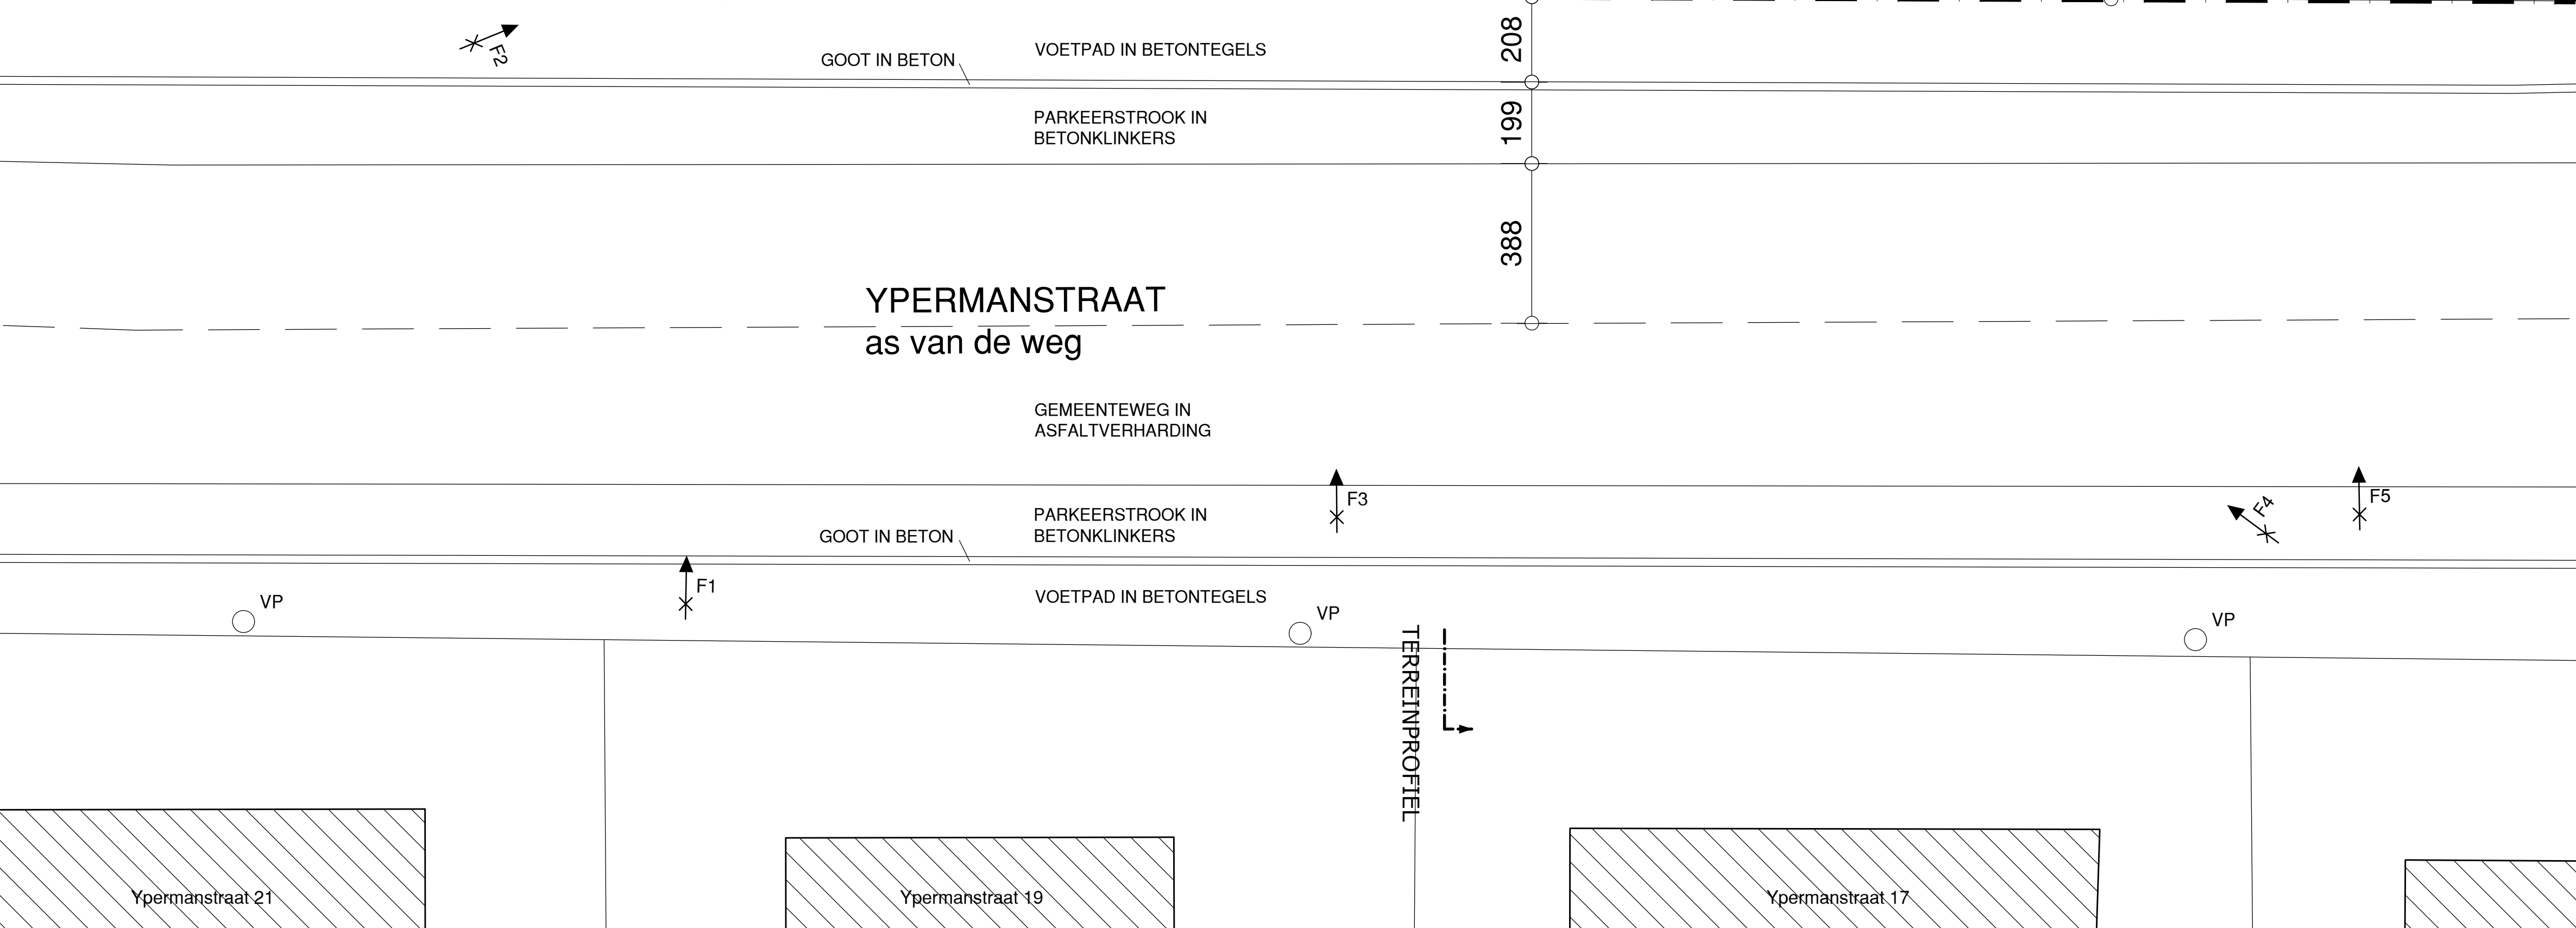 F2
GOOT IN BETON
VOETPAD IN BETONTEGELS
208
PARKEERSTROOK IN
BETONKLINKERS
199
388
YPERMANSTRAAT
as van de weg
GEMEENTEWEG IN
ASFALTVERHARDING
F3
F5
F4
PARKEERSTROOK IN
BETONKLINKERS
GOOT IN BETON
F1
VOETPAD IN BETONTEGELS
VP
VP
VP
TERREINPROFIEL
Ypermanstraat 21
Ypermanstraat 19
Ypermanstraat 17